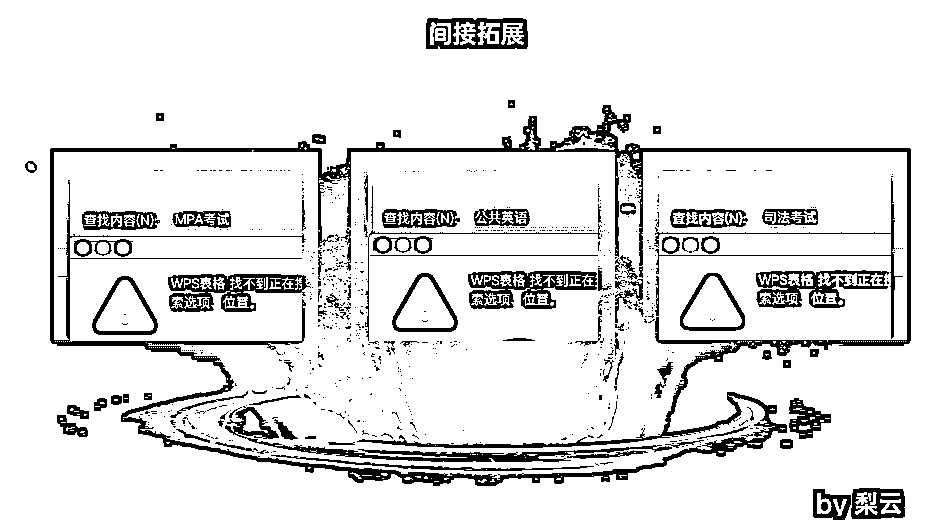 间接拓展
查找内容(N): MPA考试
WPS表格 找不到正在搜
索选项 位置。
查找内容(N): 公共英语
WPS表格 找不到正在
索选项 位置。
查找内容(N): 司法考试
WPS表格 找不到正在
索选项 位置。
by 梨云